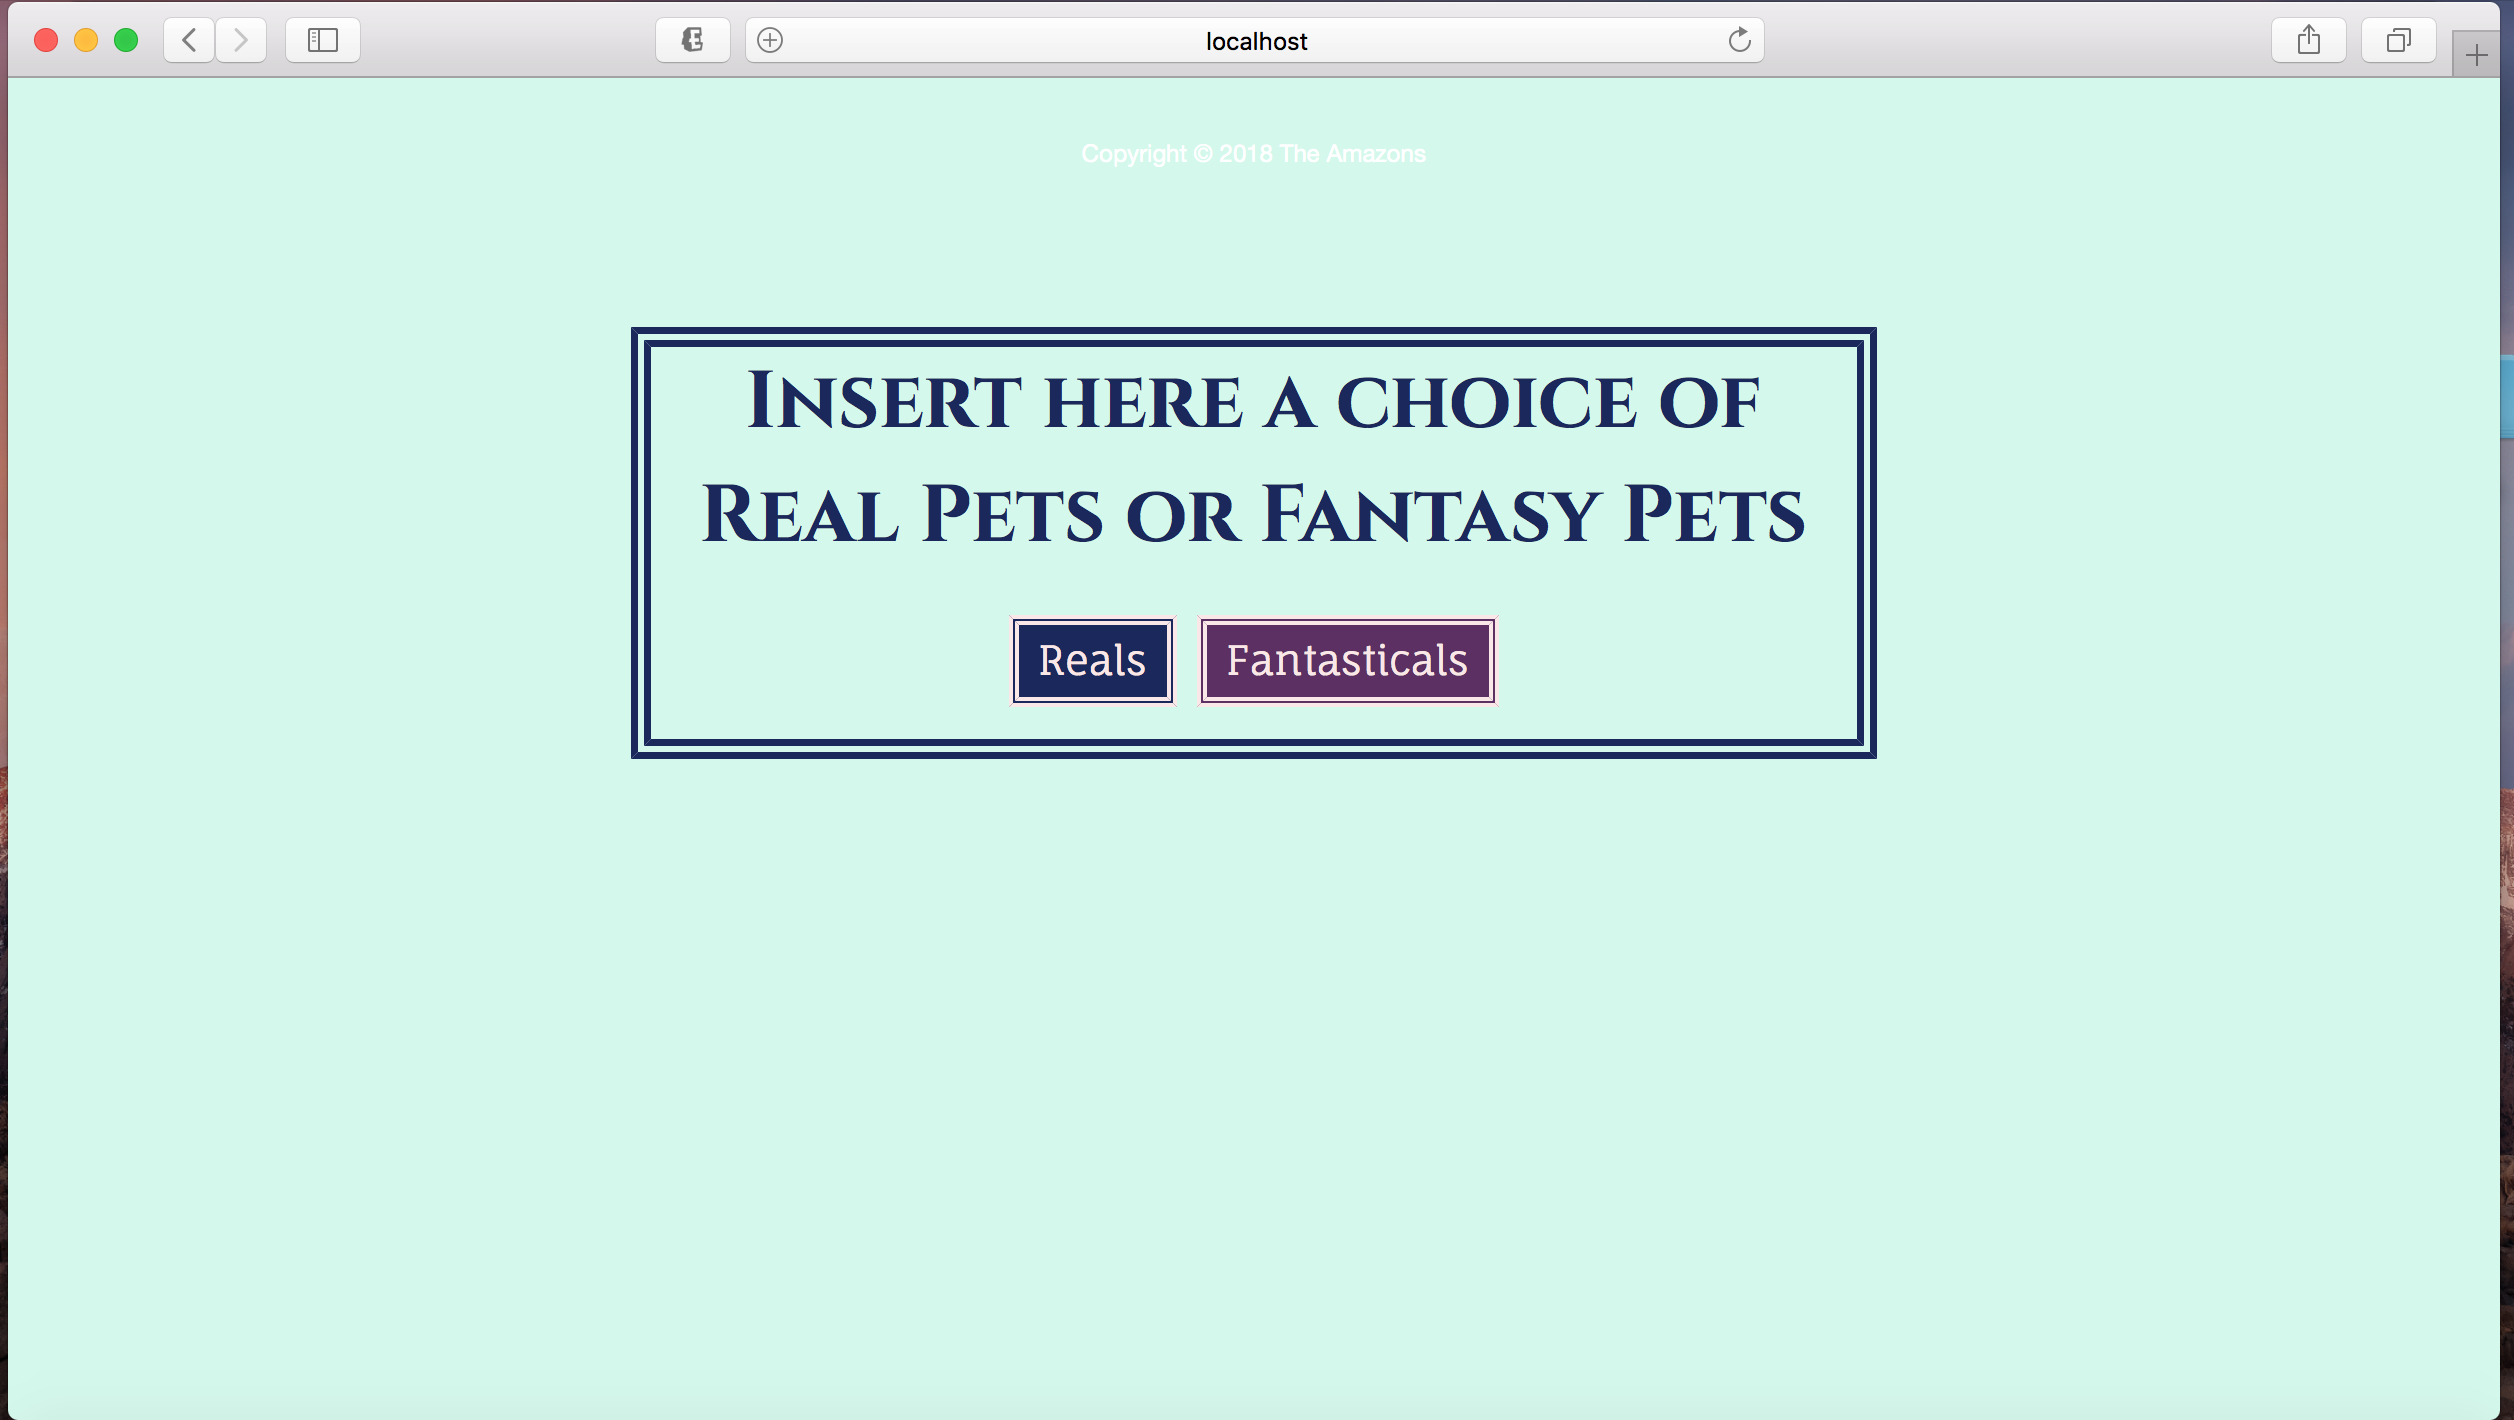 localhost
Copyright © 2018 The Amazons
Insert here a choice of
Real Pets or Fantasy Pets
Reals
Fantasticals